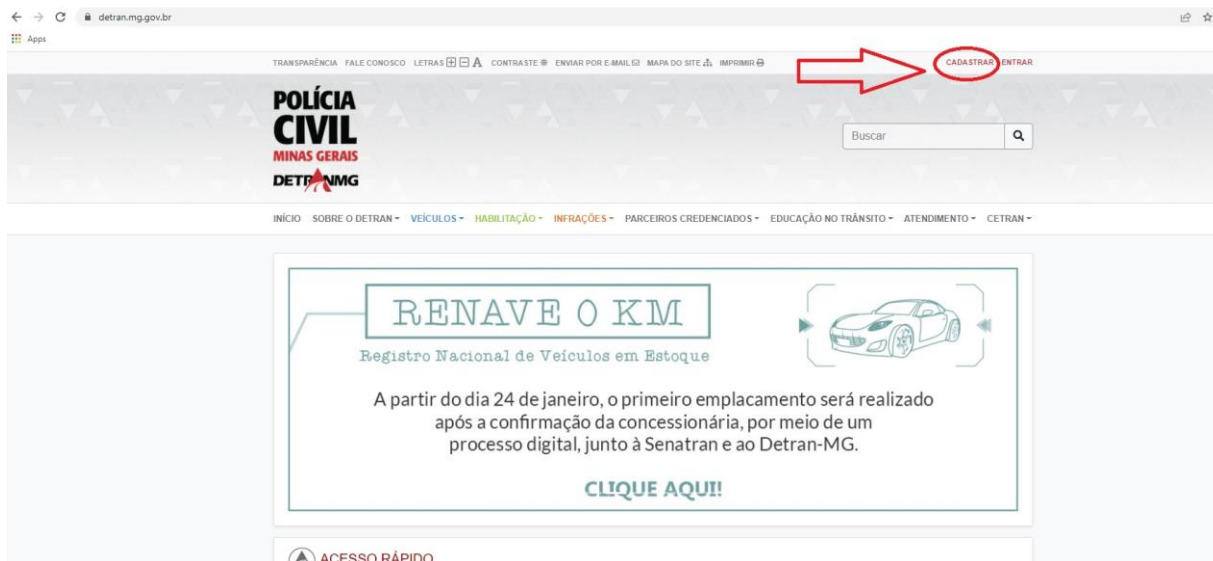 detran.mg.gov.br
Apps
TRANSPARÊNCIA FALE CONOSCO LETRAS A CONTRASTE ENVIAR POR E-MAIL MAPA DO SITE IMPRIMIR CADASTRAR ENTRAR
POLÍCIA
CIVIL
MINAS GERAIS
DETRANMG
Buscar
INÍCIO SOBRE O DETRAN VEÍCULOS HABILITAÇÃO INFRAÇÕES PARCEIROS CREDENCIADOS EDUCAÇÃO NO TRÂNSITO ATENDIMENTO CETRAN
RENAVE 0 KM
Registro Nacional de Veículos em Estoque
A partir do dia 24 de janeiro, o primeiro emplacamento será realizado
após a confirmação da concessionária, por meio de um
processo digital, junto à Senatran e ao Detran-MG.
CLIQUE AQUI!
ACESSO RÁPIDO